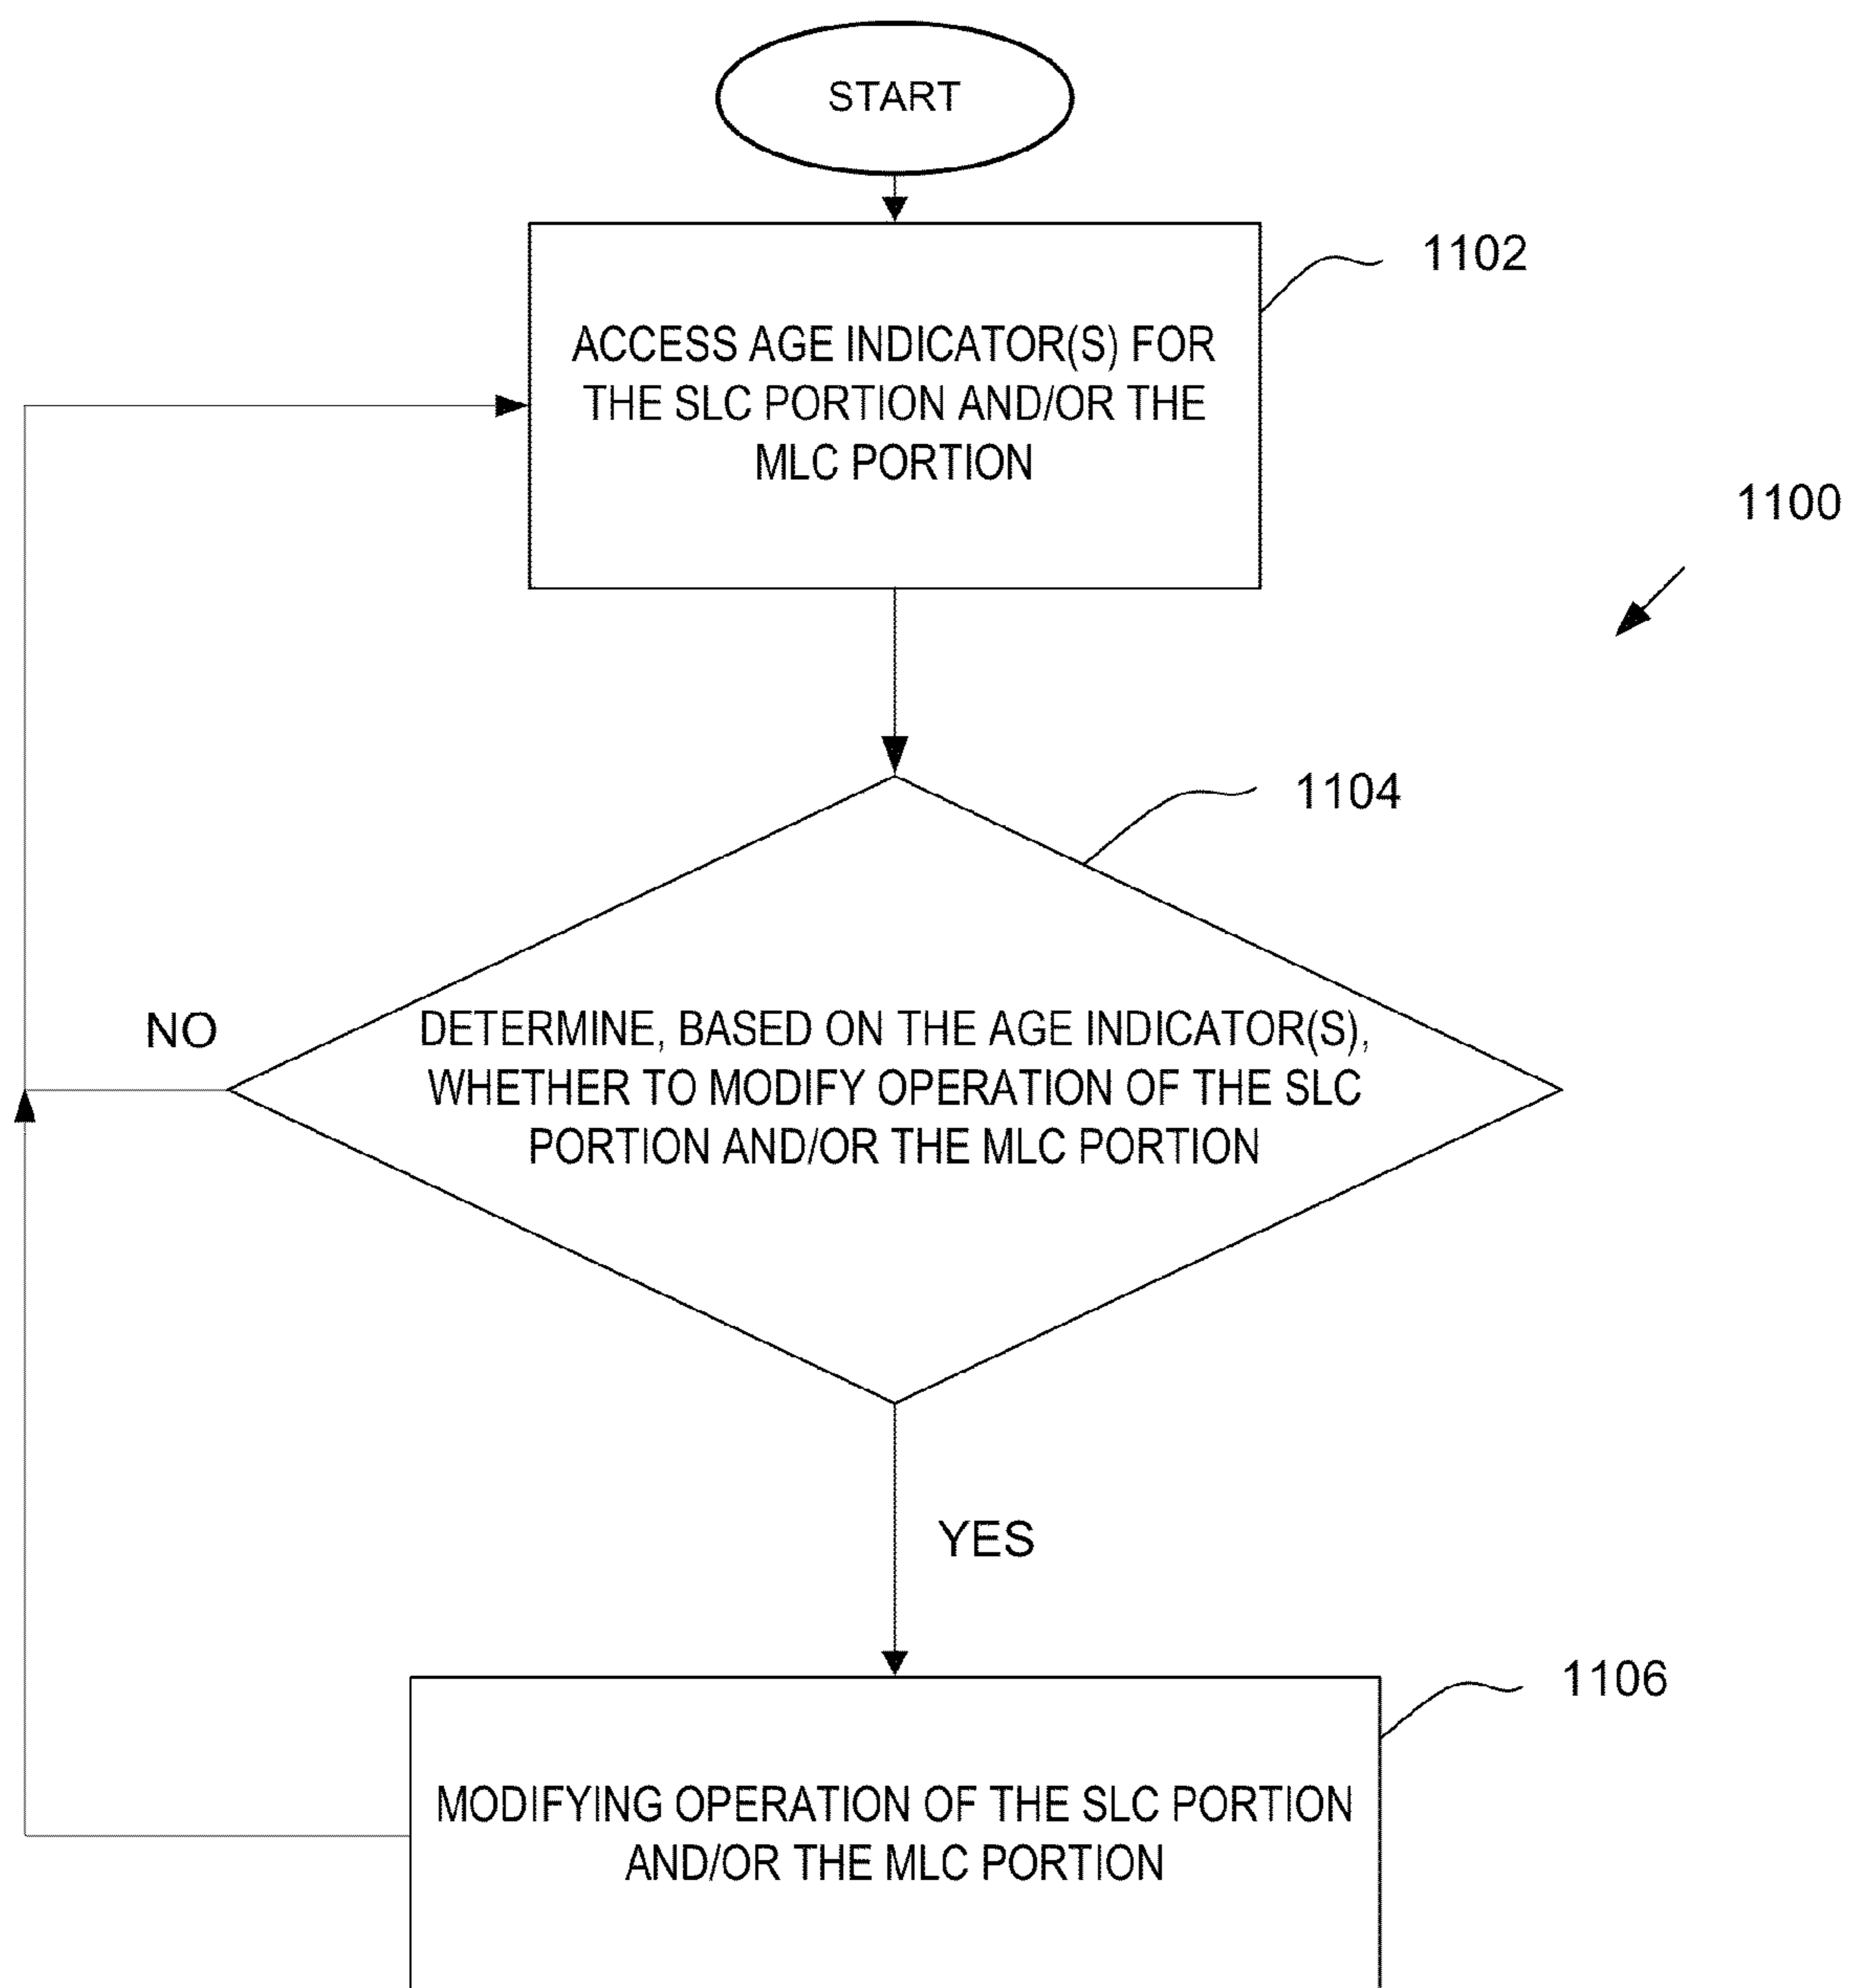 START
1102
ACCESS AGE INDICATOR(S) FOR
THE SLC PORTION AND/OR THE
MLC PORTION
1100
1104
NO
DETERMINE, BASED ON THE AGE INDICATOR(S),
WHETHER TO MODIFY OPERATION OF THE SLC
PORTION AND/OR THE MLC PORTION
YES
1106
MODIFYING OPERATION OF THE SLC PORTION
AND/OR THE MLC PORTION